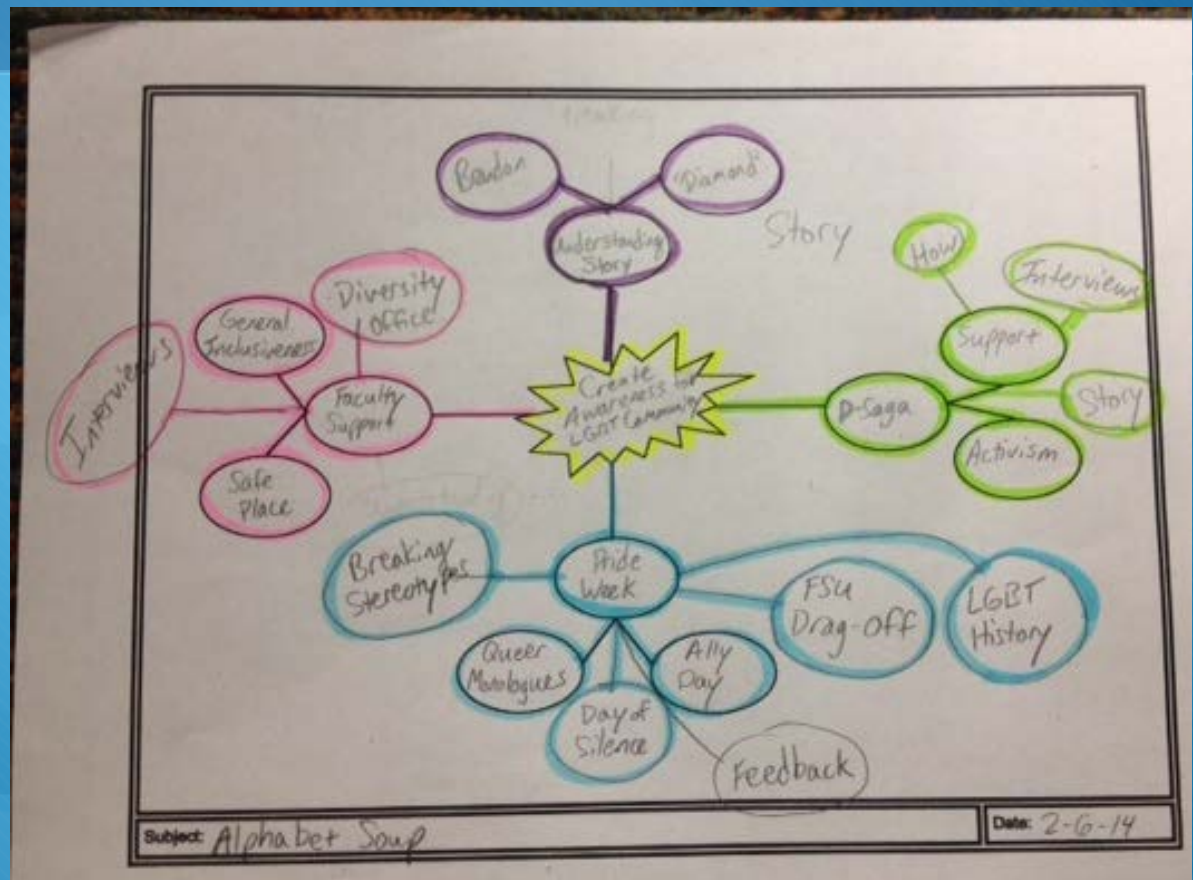 Bendon
"Diamond"
Understanding
Story
Story
How
Interviews
Support
Story
D-Saga
Activism
Diversity
Office
General
Inclusiveness
Interviews
Faculty
Support
Safe
Place
Create
Awareness for
LGBT Community
Pride
Week
Breaking
Stereotypes
Queer
Monologues
Day of
Silence
Ally
Day
FSU
Drag-off
LGBT
History
Feedback
Subject: Alphabet Soup
Date: 2-6-14